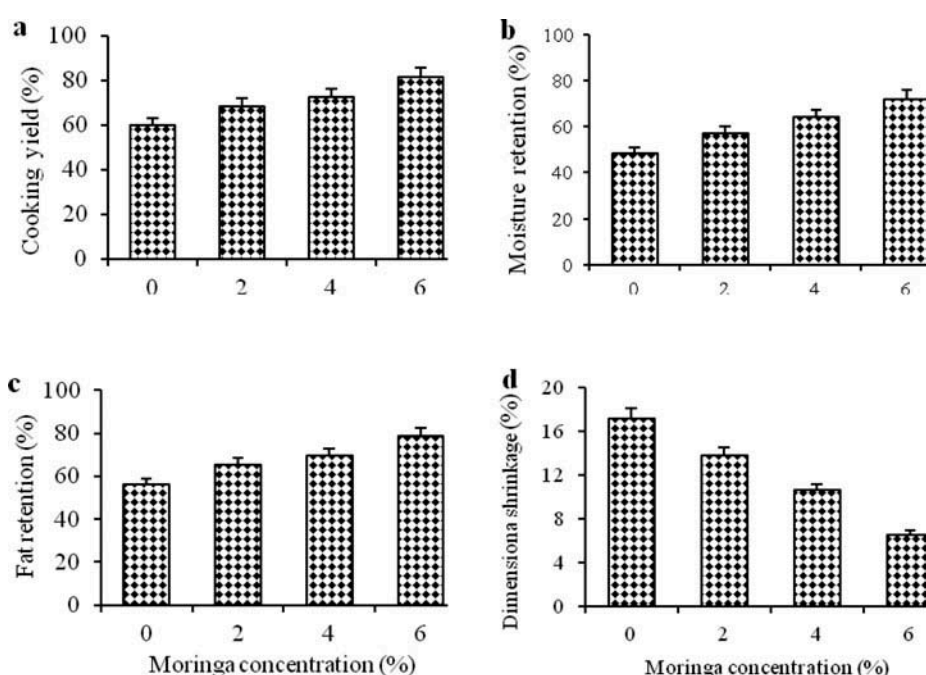 a
Cooking yield (%)
100
80
60
40
20
0
0 2 4 6
b
Moisture retention (%)
100
80
60
40
20
0
0 2 4 6
c
Fat retention (%)
100
80
60
40
20
0
0 2 4 6
Moringa concentration (%)
d
Dimensiona shrinkage (%)
20
16
12
8
4
0
0 2 4 6
Moringa concentration (%)